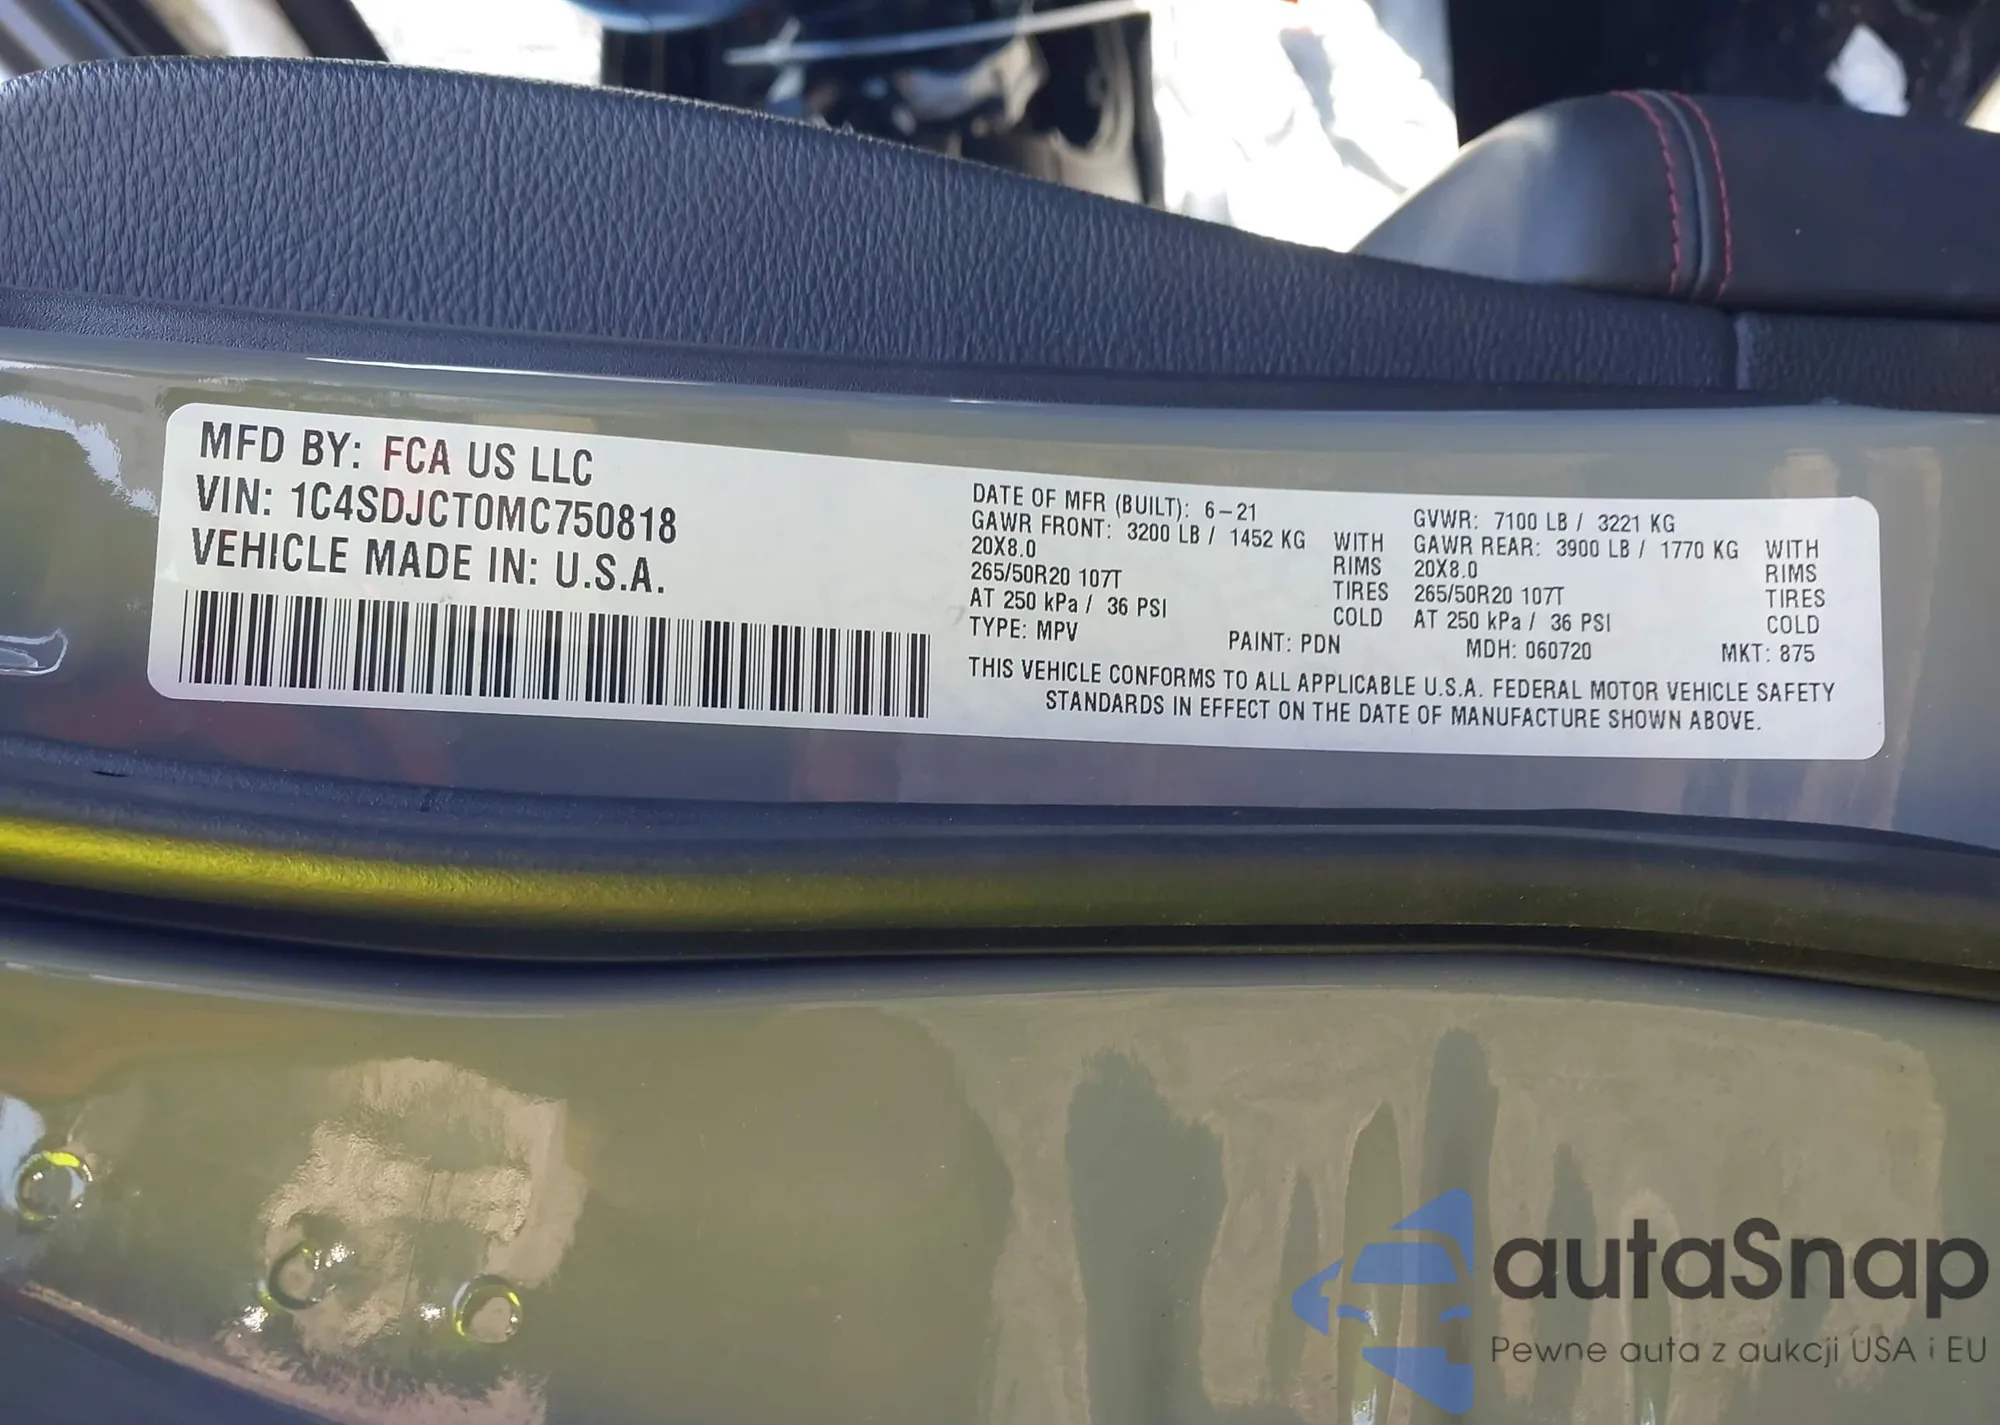 MFD BY: FCA US LLC
VIN: 1C4SDJCT0MC750818
VEHICLE MADE IN: U.S.A.
DATE OF MFR (BUILT): 6-21
GAWR FRONT: 3200 LB / 1452 KG WITH
20X8.0 RIMS
265/50R20 107T TIRES
AT 250 kPa / 36 PSI COLD
GVWR: 7100 LB / 3221 KG
GAWR REAR: 3900 LB / 1770 KG WITH
20X8.0 RIMS
265/50R20 107T TIRES
AT 250 kPa / 36 PSI COLD
TYPE: MPV PAINT: PDN MDH: 060720 MKT: 875
THIS VEHICLE CONFORMS TO ALL APPLICABLE U.S.A. FEDERAL MOTOR VEHICLE SAFETY
STANDARDS IN EFFECT ON THE DATE OF MANUFACTURE SHOWN ABOVE.
autaSnap
Pewne auta z aukcji USA i EU